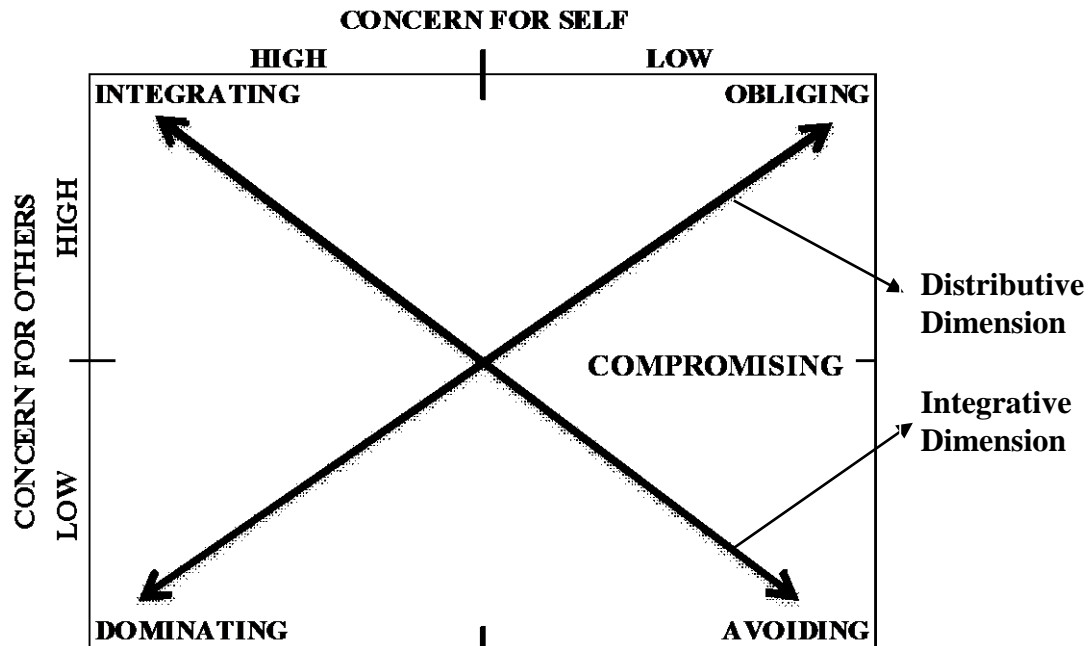 CONCERN FOR SELF
HIGH
LOW
INTEGRATING
OBLIGING
CONCERN FOR OTHERS
HIGH
LOW
Distributive
Dimension
COMPROMISING
Integrative
Dimension
DOMINATING
AVOIDING